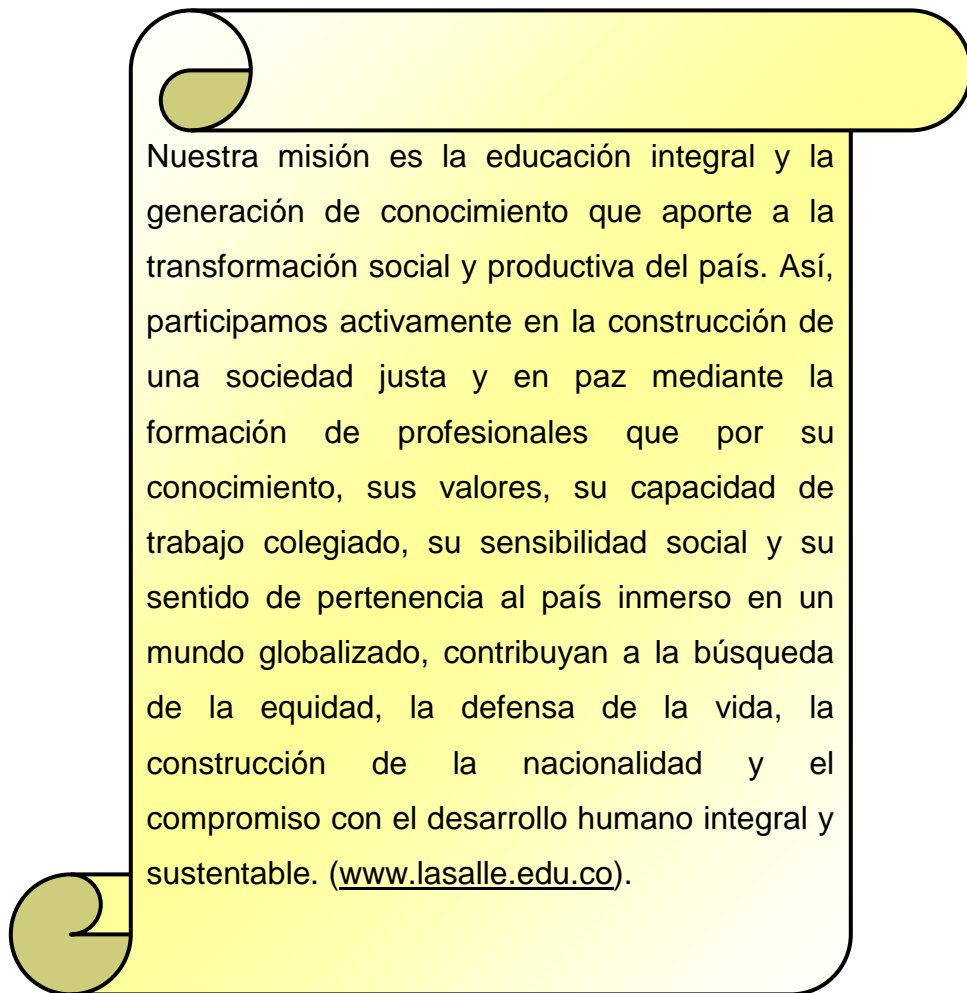 Nuestra misión es la educación integral y la
generación de conocimiento que aporte a la
transformación social y productiva del país. Así,
participamos activamente en la construcción de
una sociedad justa y en paz mediante la
formación de profesionales que por su
conocimiento, sus valores, su capacidad de
trabajo colegiado, su sensibilidad social y su
sentido de pertenencia al país inmerso en un
mundo globalizado, contribuyan a la búsqueda
de la equidad, la defensa de la vida, la
construcción de la nacionalidad y el
compromiso con el desarrollo humano integral y
sustentable. (www.lasalle.edu.co).